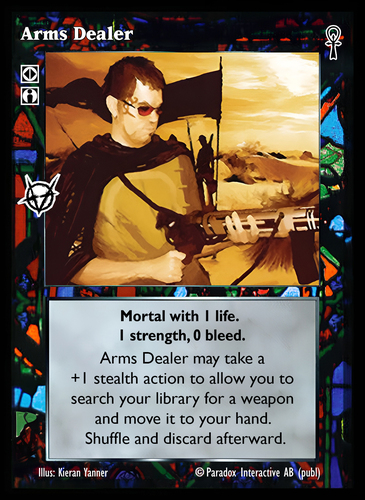 Arms Dealer
Mortal with 1 life.
1 strength, 0 bleed.
Arms Dealer may take a
+1 stealth action to allow you to
search your library for a weapon
and move it to your hand.
Shuffle and discard afterward.
Illus: Kieran Yanner © Paradox Interactive AB (publ)